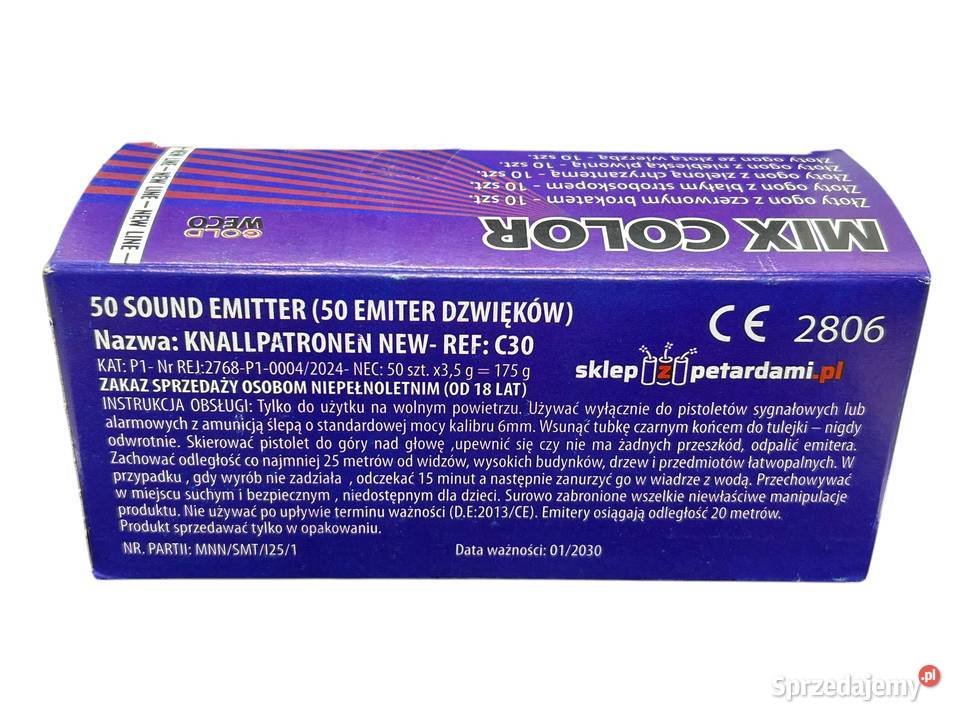 Złoty ogon z czerwonym brokatem - 10 szt.
Złoty ogon z białym stroboskopem - 10 szt.
Złoty ogon z zieloną chryzantemą - 10 szt.
Złoty ogon z niebieską piwonią - 10 szt.
Złoty ogon ze złotą wierzbą - 10 szt.
MIX COLOR
GOLD
WECO
NEW LINE – NEW LINE – NEW LINE –
50 SOUND EMITTER (50 EMITER DZWIĘKÓW)
Nazwa: KNALLPATRONEN NEW- REF: C30
KAT: P1- Nr REJ:2768-P1-0004/2024- NEC: 50 szt. x3,5 g = 175 g
ZAKAZ SPRZEDAŻY OSOBOM NIEPEŁNOLETNIM (OD 18 LAT)
CE 2806
sklep z petardami.pl
INSTRUKCJA OBSŁUGI: Tylko do użytku na wolnym powietrzu. Używać wyłącznie do pistoletów sygnałowych lub
alarmowych z amunicją ślepą o standardowej mocy kalibru 6mm. Wsunąć tubkę czarnym końcem do tulejki – nigdy
odwrotnie. Skierować pistolet do góry nad głowę ,upewnić się czy nie ma żadnych przeszkód, odpalić emitera.
Zachować odległość co najmniej 25 metrów od widzów, wysokich budynków, drzew i przedmiotów łatwopalnych. W
przypadku , gdy wyrób nie zadziała , odczekać 15 minut a następnie zanurzyć go w wiadrze z wodą. Przechowywać
w miejscu suchym i bezpiecznym , niedostępnym dla dzieci. Surowo zabronione wszelkie niewłaściwe manipulacje
produktu. Nie używać po upływie terminu ważności (D.E:2013/CE). Emitery osiągają odległość 20 metrów.
Produkt sprzedawać tylko w opakowaniu.
NR. PARTII: MNN/SMT/I25/1 Data ważności: 01/2030
Sprzedajemy.pl